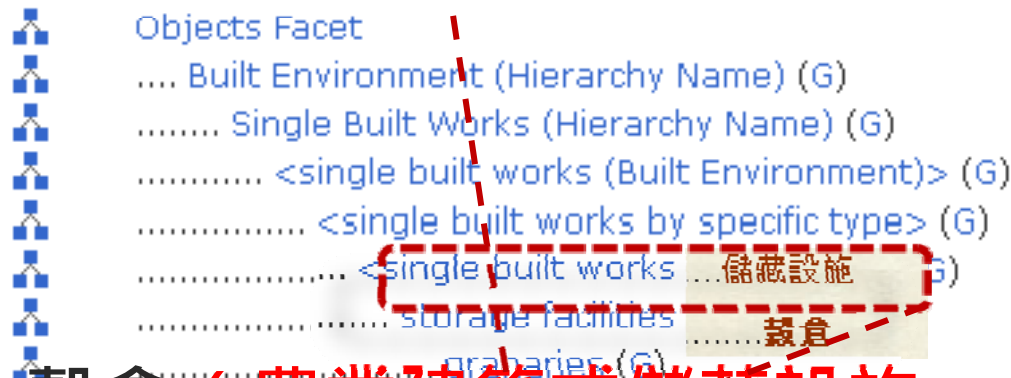 Objects Facet
.... Built Environment (Hierarchy Name) (G)
........ Single Built Works (Hierarchy Name) (G)
............ <single built works (Built Environment)> (G)
................ <single built works by specific type> (G)
.................... <single built works ....儲藏設施 G)
........................ storage facilities ........穀倉
granaries (G)